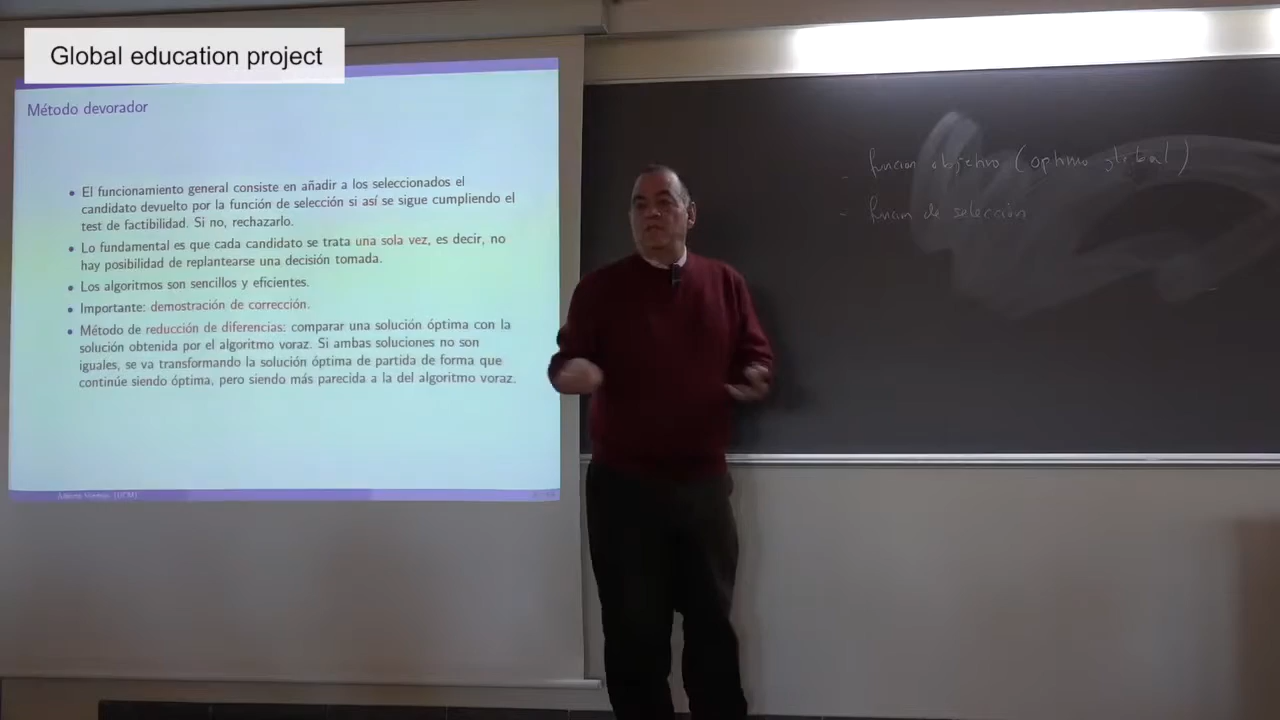 Global education project
Método devorador
El funcionamiento general consiste en añadir a los seleccionados el
candidato devuelto por la función de selección si así se sigue cumpliendo el
test de factibilidad. Si no, rechazarlo.
Lo fundamental es que cada candidato se trata una sola vez, es decir, no
hay posibilidad de replantearse una decisión tomada.
Los algoritmos son sencillos y eficientes.
Importante: demostración de corrección.
Método de reducción de diferencias: comparar una solución óptima con la
solución obtenida por el algoritmo voraz. Si ambas soluciones no son
iguales, se va transformando la solución óptima de partida de forma que
continúe siendo óptima, pero siendo más parecida a la del algoritmo voraz.
(UCM)
- función objetivo (óptimo global)
- función de selección